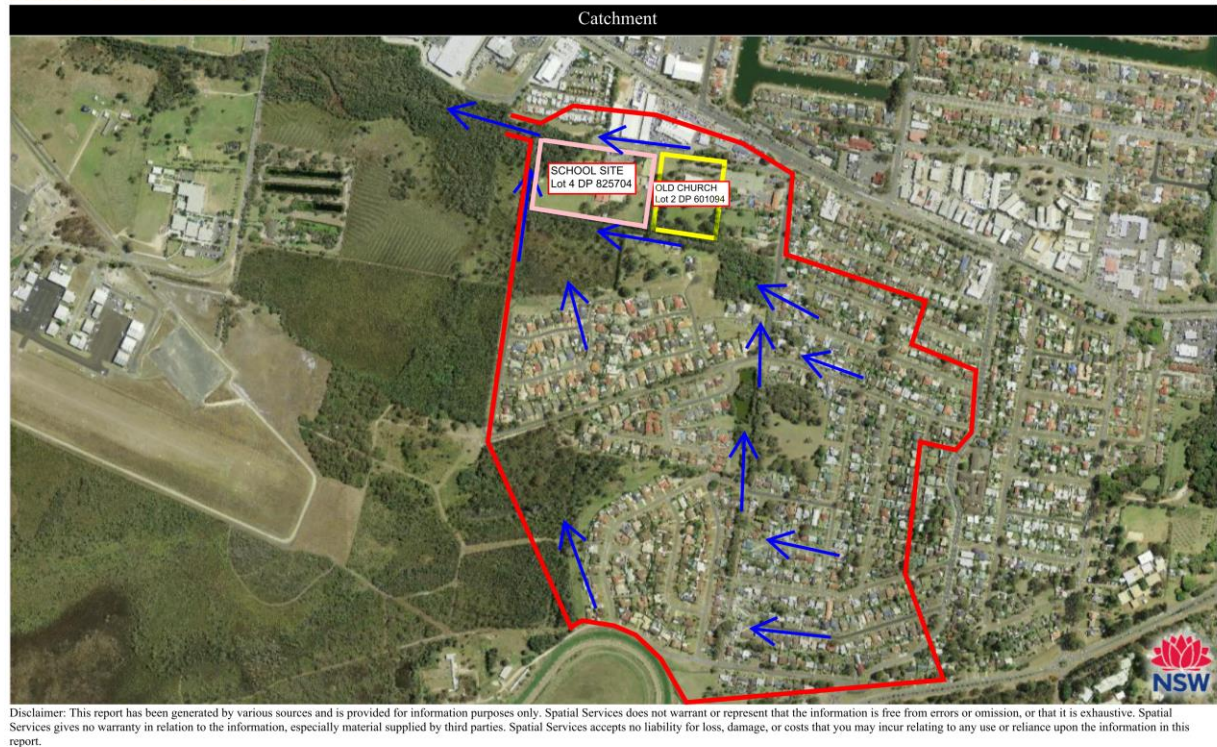 Catchment
SCHOOL SITE
Lot 4 DP 825704
OLD CHURCH
Lot 2 DP 601094
NSW
Disclaimer: This report has been generated by various sources and is provided for information purposes only. Spatial Services does not warrant or represent that the information is free from errors or omission, or that it is exhaustive. Spatial
Services gives no warranty in relation to the information, especially material supplied by third parties. Spatial Services accepts no liability for loss, damage, or costs that you may incur relating to any use or reliance upon the information in this
report.